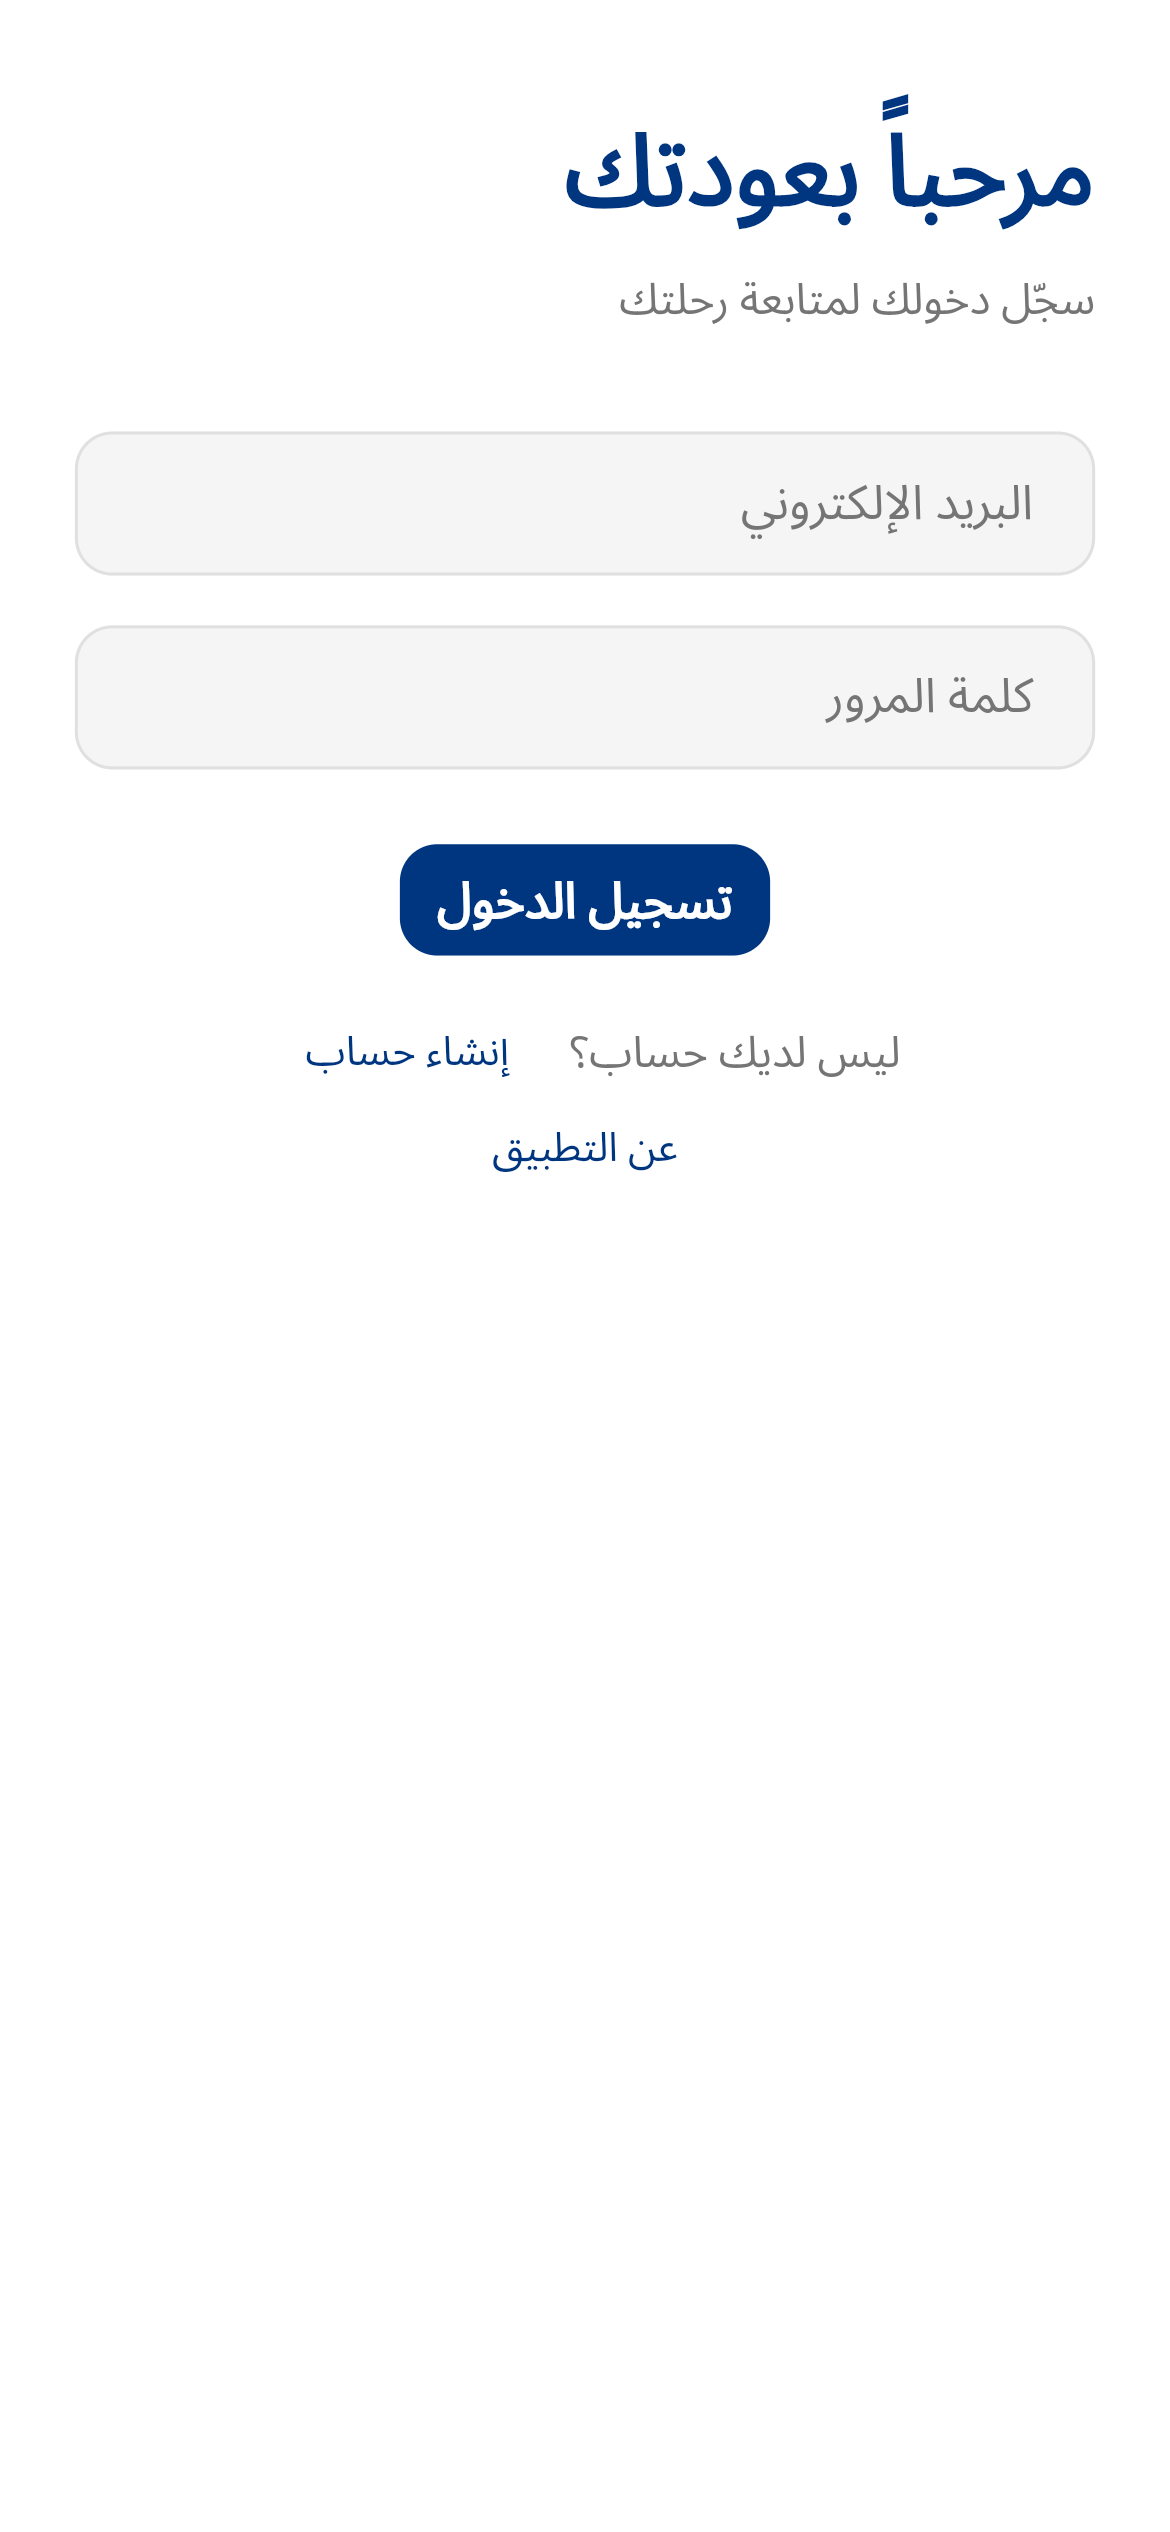 مرحباً بعودتك
سجّل دخولك لمتابعة رحلتك
البريد الإلكتروني
كلمة المرور
تسجيل الدخول
ليس لديك حساب؟ إنشاء حساب
عن التطبيق